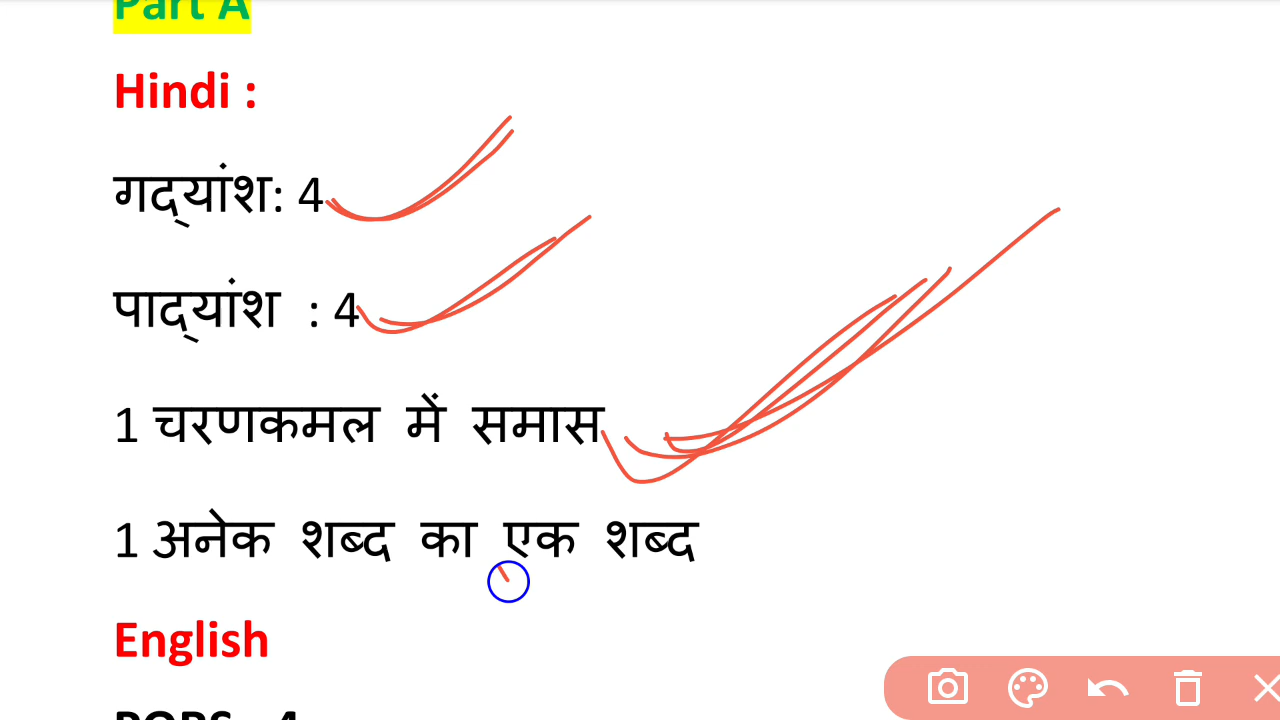 Part A
Hindi :
गद्यांश: 4
पाद्यांश : 4
1 चरणकमल में समास
1 अनेक शब्द का एक शब्द
English